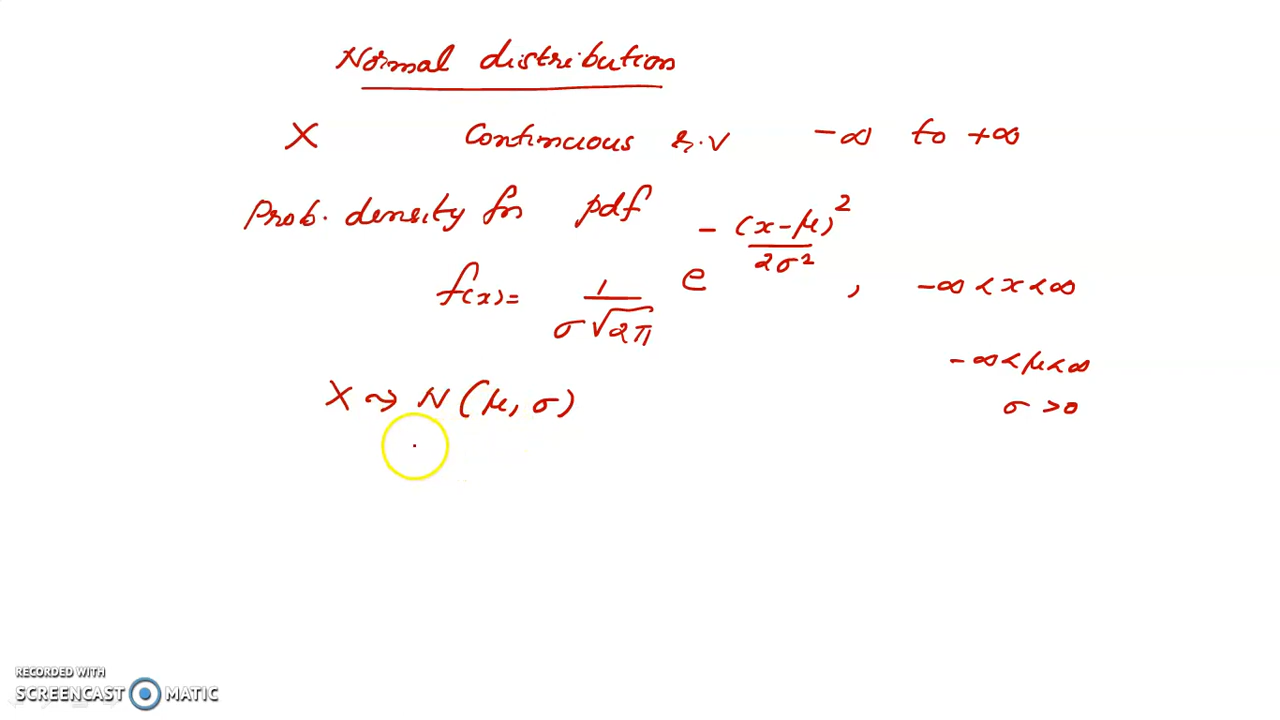 Normal distribution
X Continuous r.v -∞ to +∞
Prob. density fn pdf
f(x) = 1/(σ√2π) e^(-(x-μ)²/2σ²) , -∞ < x < ∞
-∞ < μ < ∞
X ~> N (μ, σ)
σ > 0
RECORDED WITH
SCREENCAST MATIC